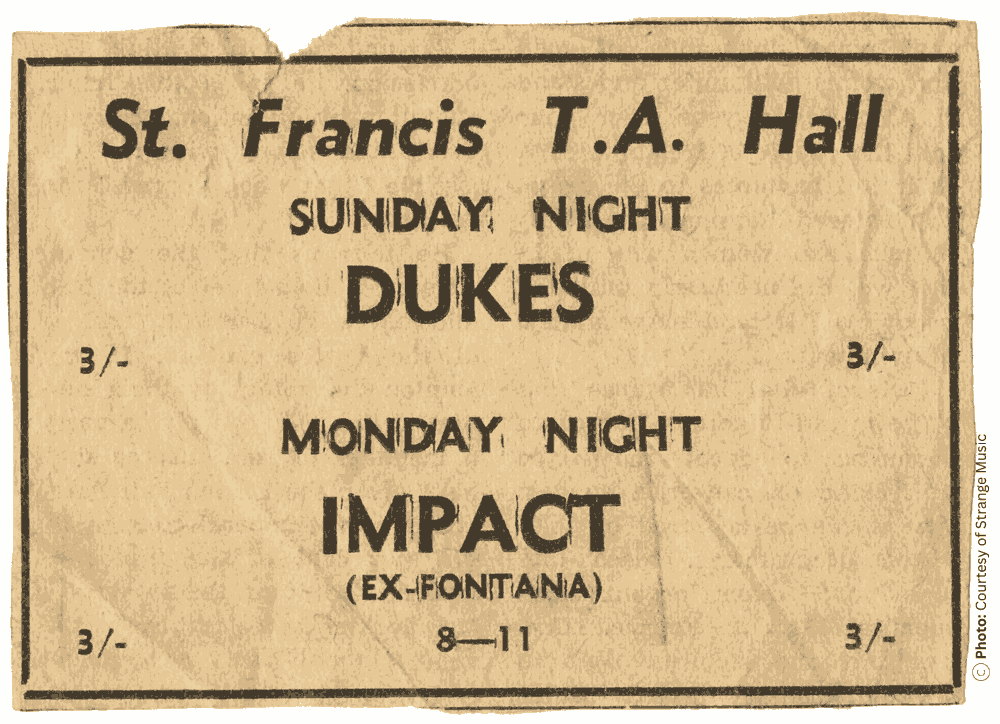 St. Francis T.A. Hall
SUNDAY NIGHT
DUKES
3/- 3/-
MONDAY NIGHT
IMPACT
(EX-FONTANA)
3/- 8—11 3/-
© Photo: Courtesy of Strange Music